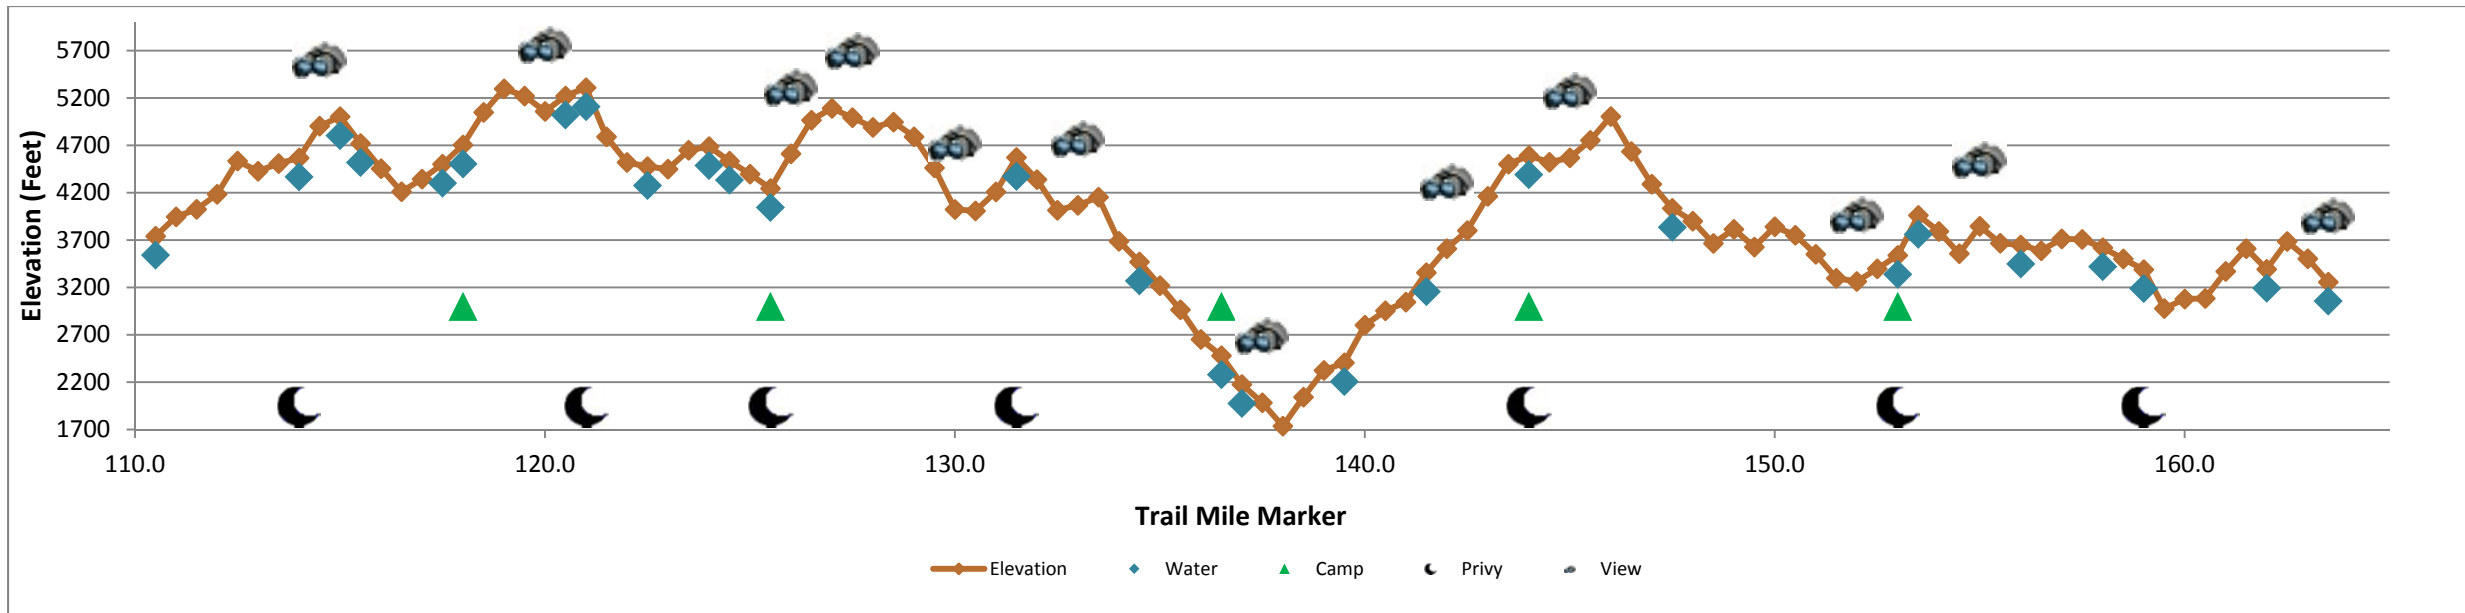 5700
5200
4700
4200
3700
3200
2700
2200
1700
Elevation (Feet)
110.0 120.0 130.0 140.0 150.0 160.0
Trail Mile Marker
Elevation Water Camp Privy View